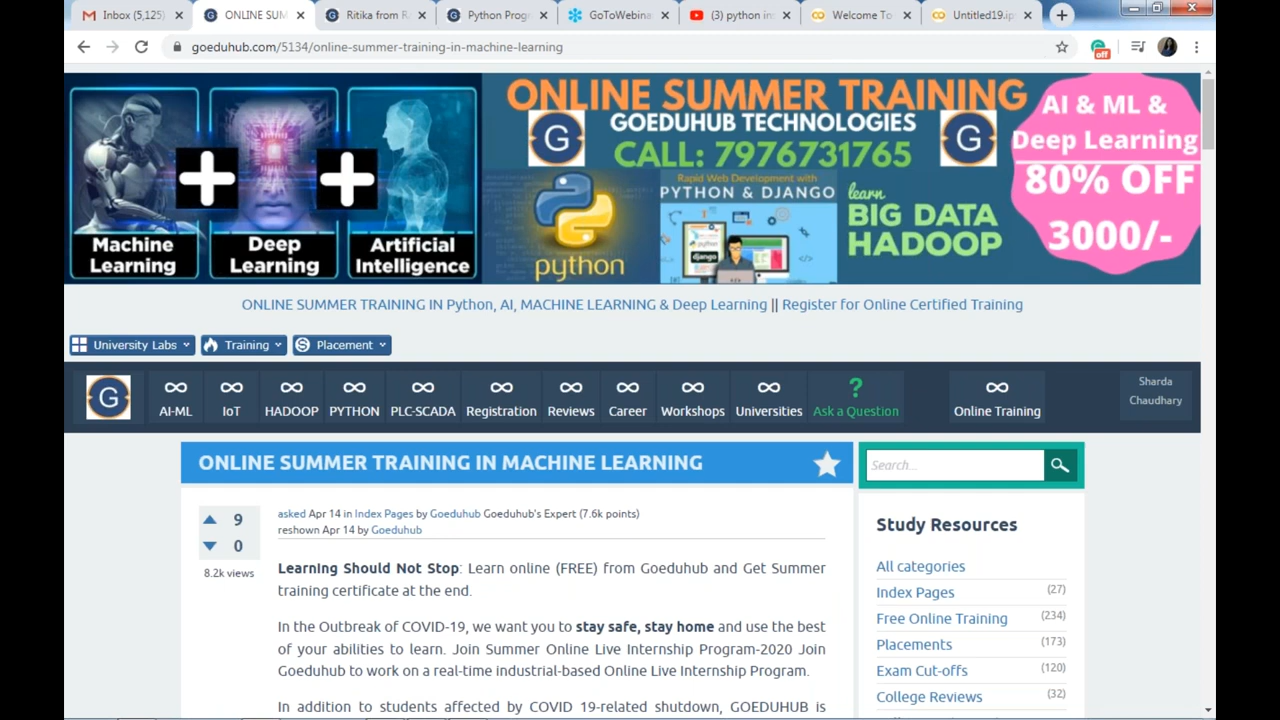 Inbox (5,125)
ONLINE SUM
Ritika from R
Python Prog
GoToWebina
(3) python in
Welcome To
Untitled19.ip
goeduhub.com/5134/online-summer-training-in-machine-learning
off
Machine Learning
Deep Learning
Artificial Intelligence
ONLINE SUMMER TRAINING
GOEDUHUB TECHNOLOGIES
CALL: 7976731765
G
G
python
Rapid Web Development with
PYTHON & DJANGO
learn
BIG DATA
HADOOP
AI & ML &
Deep Learning
80% OFF
3000/-
ONLINE SUMMER TRAINING IN Python, AI, MACHINE LEARNING & Deep Learning || Register for Online Certified Training
University Labs Training Placement
G
AI-ML IoT HADOOP PYTHON PLC-SCADA Registration Reviews Career Workshops Universities Ask a Question Online Training
Sharda
Chaudhary
ONLINE SUMMER TRAINING IN MACHINE LEARNING
Search...
9
0
8.2k views
asked Apr 14 in Index Pages by Goeduhub Goeduhub's Expert (7.6k points)
reshown Apr 14 by Goeduhub
Learning Should Not Stop: Learn online (FREE) from Goeduhub and Get Summer
training certificate at the end.
In the Outbreak of COVID-19, we want you to stay safe, stay home and use the best
of your abilities to learn. Join Summer Online Live Internship Program-2020 Join
Goeduhub to work on a real-time industrial-based Online Live Internship Program.
In addition to students affected by COVID 19-related shutdown, GOEDUHUB is
Study Resources
All categories
Index Pages (27)
Free Online Training (234)
Placements (173)
Exam Cut-offs (120)
College Reviews (32)